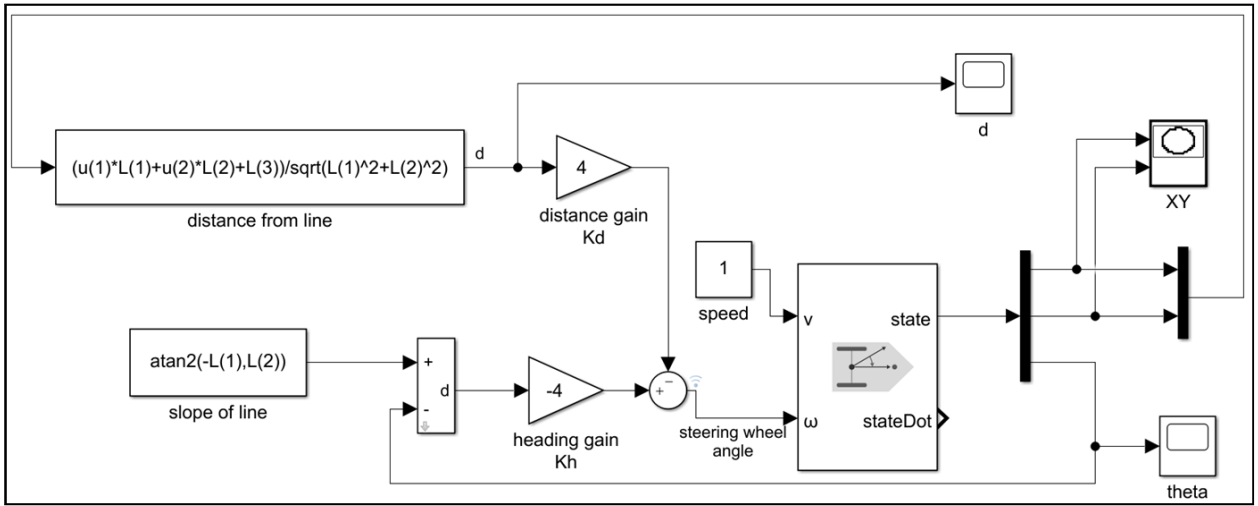 d
(u(1)*L(1)+u(2)*L(2)+L(3))/sqrt(L(1)^2+L(2)^2)
d
4
distance from line
distance gain
Kd
XY
1
speed
v
state
atan2(-L(1),L(2))
slope of line
+
-
d
-4
heading gain
Kh
+
−
steering wheel
angle
ω
stateDot
theta